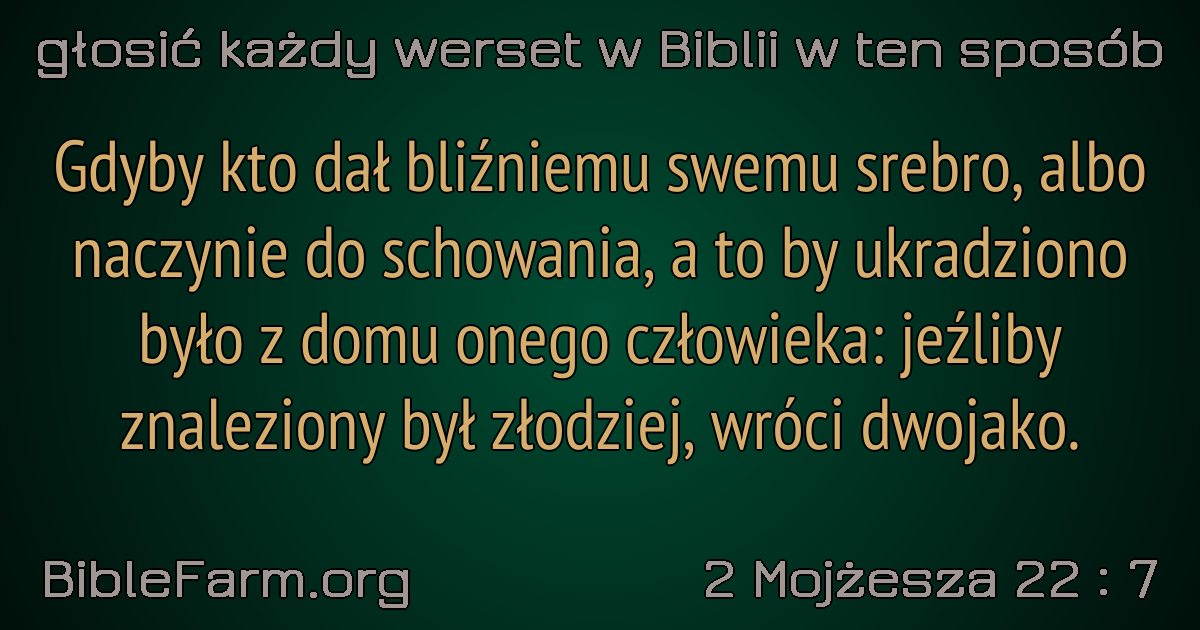 głosić każdy werset w Biblii w ten sposób
Gdyby kto dał bliźniemu swemu srebro, albo
naczynie do schowania, a to by ukradziono
było z domu onego człowieka: jeźliby
znaleziony był złodziej, wróci dwojako.
BibleFarm.org
2 Mojżesza 22 : 7